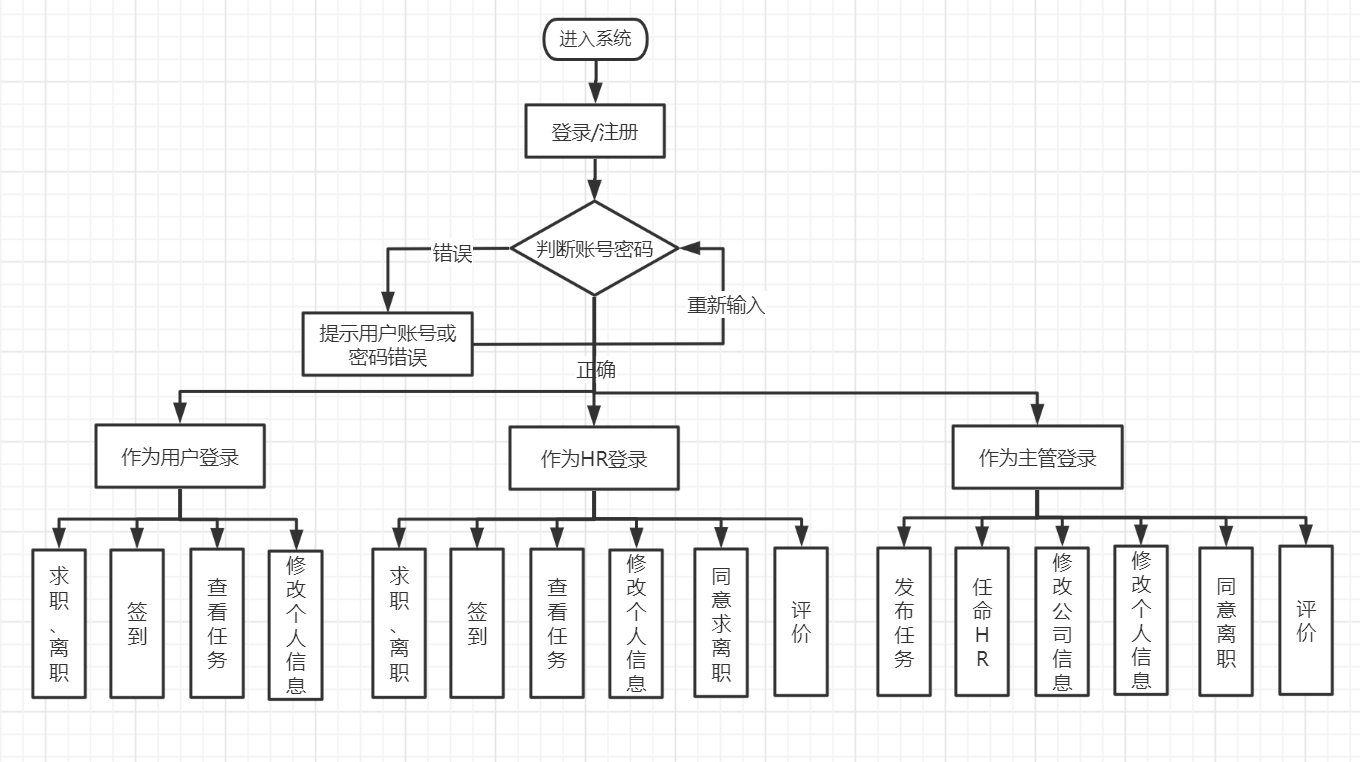 进入系统
登录/注册
判断账号密码
错误
重新输入
提示用户账号或
密码错误
正确
作为用户登录
作为HR登录
作为主管登录
求职、离职
签到
查看任务
修改个人信息
求职、离职
签到
查看任务
修改个人信息
同意求离职
评价
发布任务
任命HR
修改公司信息
修改个人信息
同意离职
评价